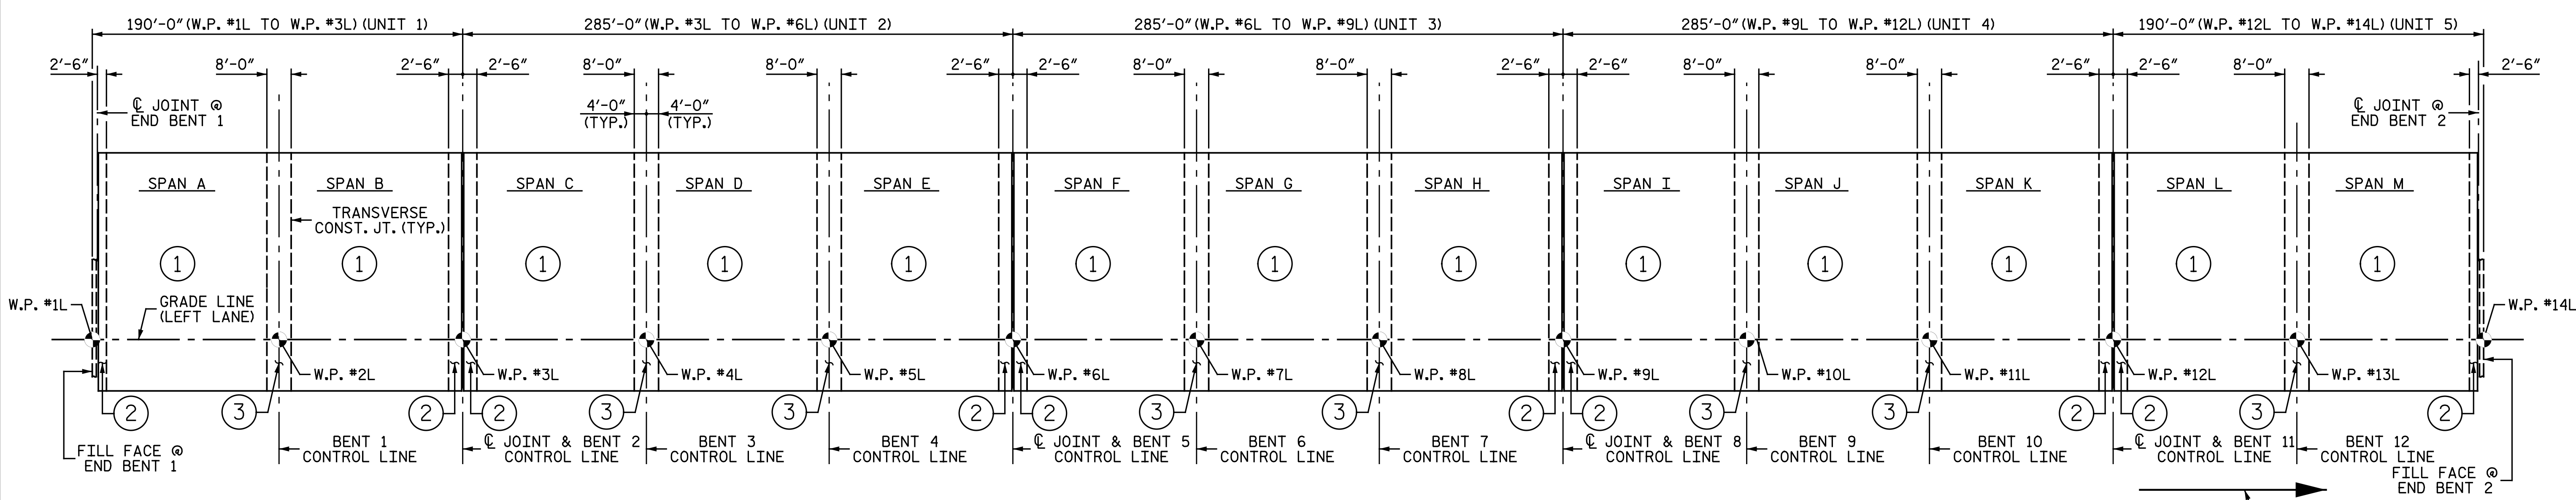 190'-0" (W.P. #1L TO W.P. #3L) (UNIT 1)
285'-0" (W.P. #3L TO W.P. #6L) (UNIT 2)
285'-0" (W.P. #6L TO W.P. #9L) (UNIT 3)
285'-0" (W.P. #9L TO W.P. #12L) (UNIT 4)
190'-0" (W.P. #12L TO W.P. #14L) (UNIT 5)
2'-6"
8'-0"
2'-6"
2'-6"
8'-0"
8'-0"
2'-6"
2'-6"
8'-0"
8'-0"
2'-6"
2'-6"
8'-0"
8'-0"
2'-6"
2'-6"
8'-0"
2'-6"
℄ JOINT @
END BENT 1
4'-0"
(TYP.)
4'-0"
(TYP.)
℄ JOINT @
END BENT 2
SPAN A
SPAN B
SPAN C
SPAN D
SPAN E
SPAN F
SPAN G
SPAN H
SPAN I
SPAN J
SPAN K
SPAN L
SPAN M
TRANSVERSE
CONST. JT. (TYP.)
1
1
1
1
1
1
1
1
1
1
1
1
1
W.P. #1L
GRADE LINE
(LEFT LANE)
W.P. #14L
W.P. #2L
W.P. #3L
W.P. #4L
W.P. #5L
W.P. #6L
W.P. #7L
W.P. #8L
W.P. #9L
W.P. #10L
W.P. #11L
W.P. #12L
W.P. #13L
2
3
2
2
3
3
2
2
3
3
2
2
3
3
2
2
3
2
FILL FACE @
END BENT 1
BENT 1
CONTROL LINE
℄ JOINT & BENT 2
CONTROL LINE
BENT 3
CONTROL LINE
BENT 4
CONTROL LINE
℄ JOINT & BENT 5
CONTROL LINE
BENT 6
CONTROL LINE
BENT 7
CONTROL LINE
℄ JOINT & BENT 8
CONTROL LINE
BENT 9
CONTROL LINE
BENT 10
CONTROL LINE
℄ JOINT & BENT 11
CONTROL LINE
BENT 12
CONTROL LINE
FILL FACE @
END BENT 2